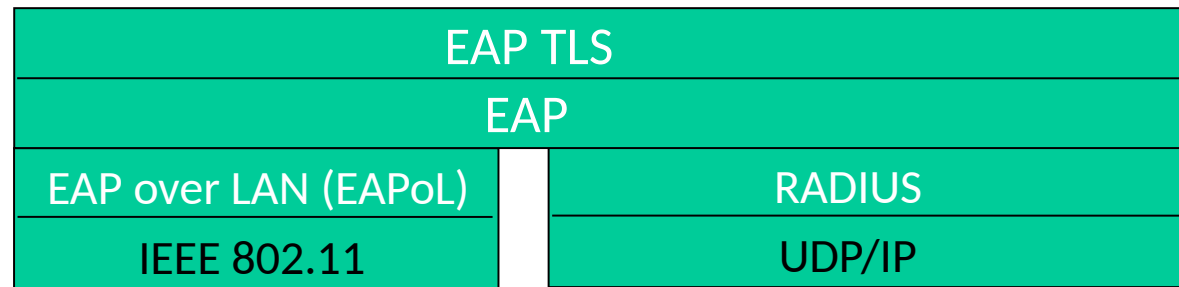 EAP TLS
EAP
EAP over LAN (EAPoL)
RADIUS
IEEE 802.11
UDP/IP